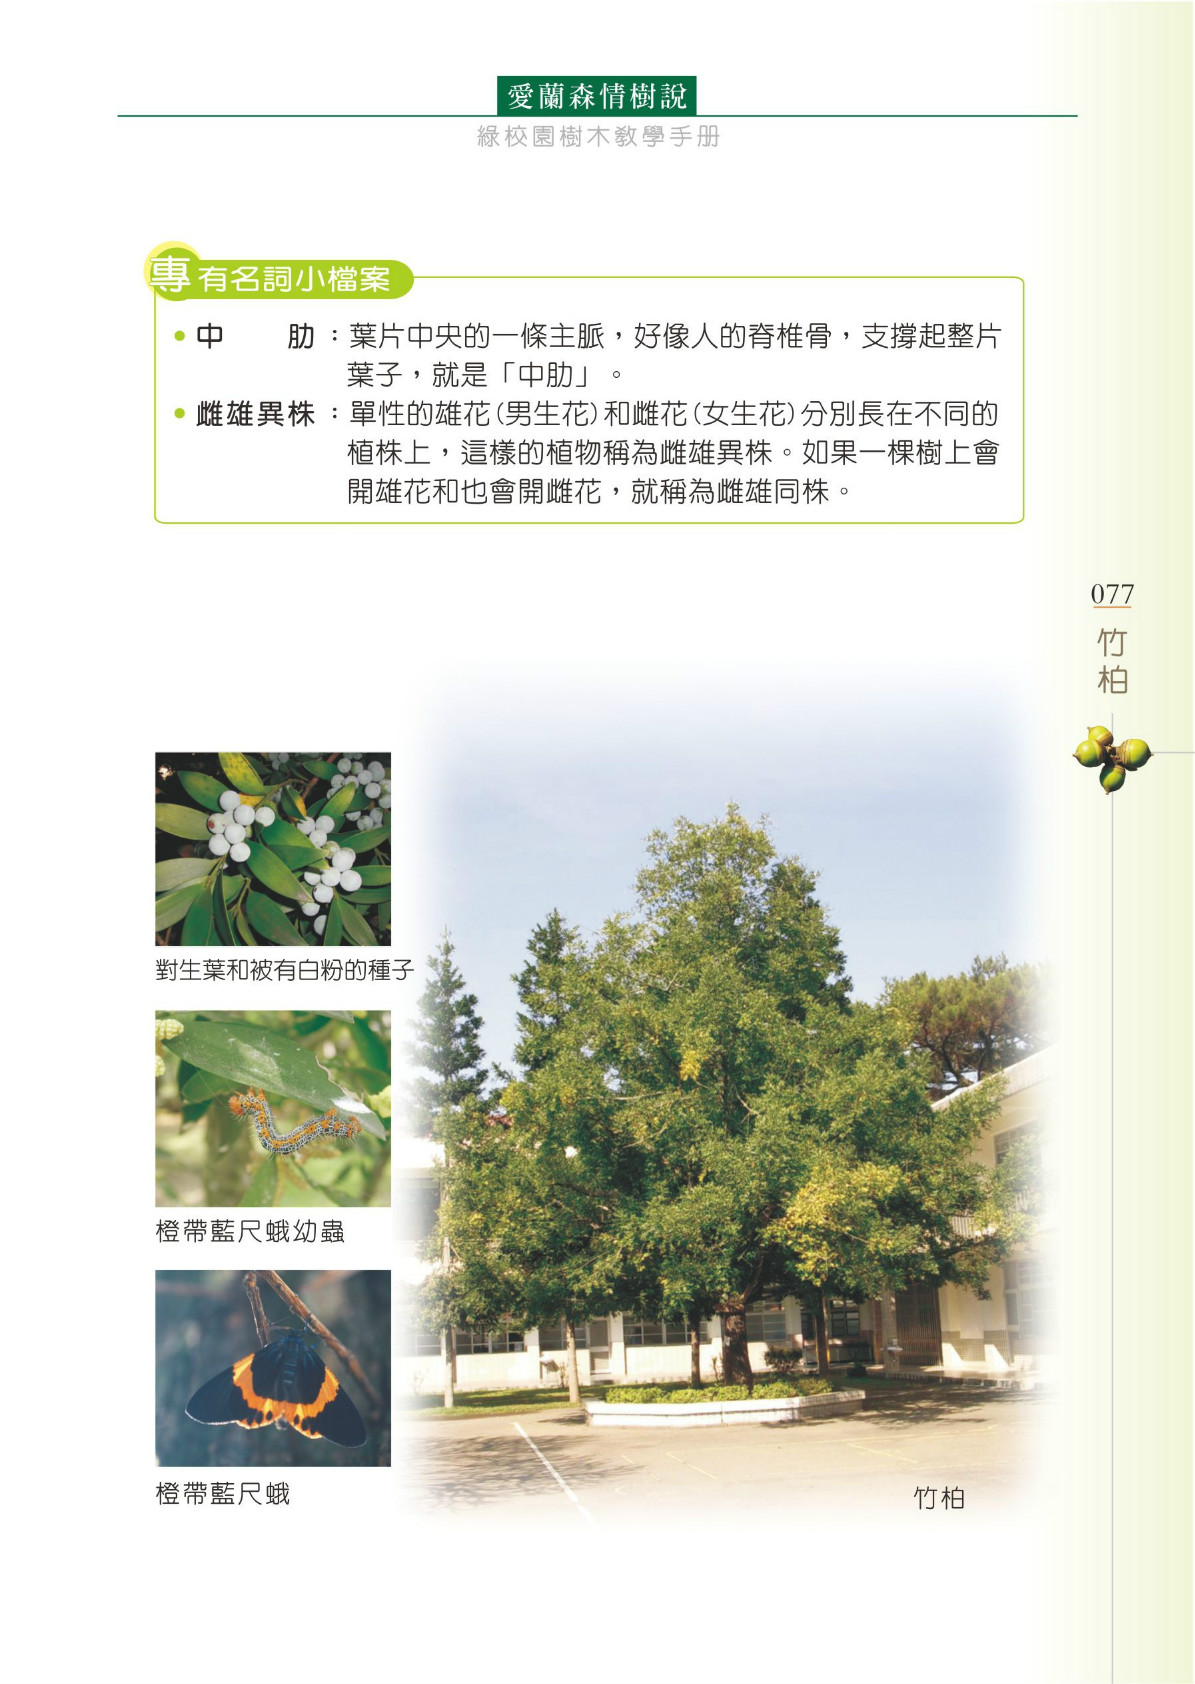 愛蘭森情樹說
綠校園樹木教學手冊
專有名詞小檔案
• 中　　肋：葉片中央的一條主脈，好像人的脊椎骨，支撐起整片
葉子，就是「中肋」。
• 雌雄異株：單性的雄花(男生花)和雌花(女生花)分別長在不同的
植株上，這樣的植物稱為雌雄異株。如果一棵樹上會
開雄花和也會開雌花，就稱為雌雄同株。
077
竹柏
對生葉和被有白粉的種子
橙帶藍尺蛾幼蟲
橙帶藍尺蛾
竹柏